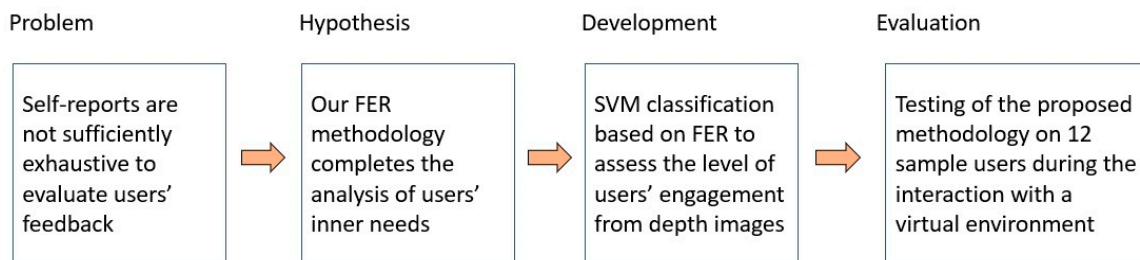 Problem
Hypothesis
Development
Evaluation
Self-reports are
not sufficiently
exhaustive to
evaluate users’
feedback
Our FER
methodology
completes the
analysis of users’
inner needs
SVM classification
based on FER to
assess the level of
users’ engagement
from depth images
Testing of the proposed
methodology on 12
sample users during the
interaction with a
virtual environment